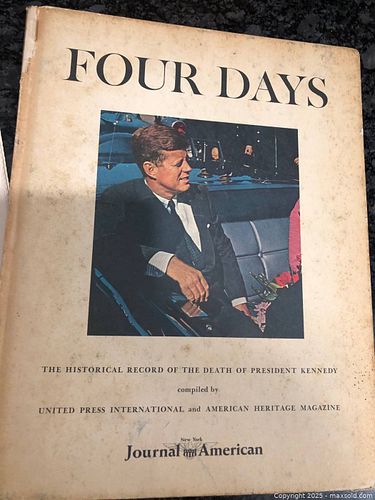 FOUR DAYS
THE HISTORICAL RECORD OF THE DEATH OF PRESIDENT KENNEDY
compiled by
UNITED PRESS INTERNATIONAL and AMERICAN HERITAGE MAGAZINE
New York
Journal American
Copyright 2025 - maxsold.com